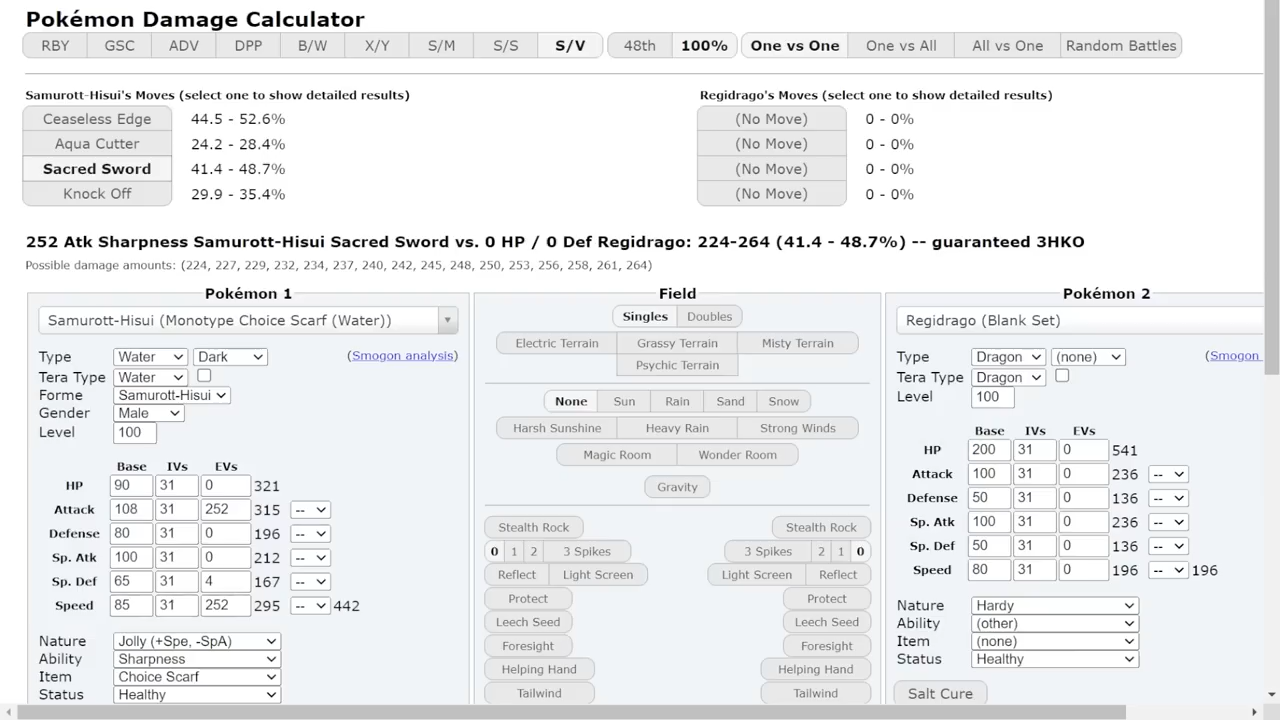 Pokémon Damage Calculator
RBY GSC ADV DPP B/W X/Y S/M S/S S/V 48th 100% One vs One One vs All All vs One Random Battles
Samurott-Hisui's Moves (select one to show detailed results)
Ceaseless Edge 44.5 - 52.6%
Aqua Cutter 24.2 - 28.4%
Sacred Sword 41.4 - 48.7%
Knock Off 29.9 - 35.4%
Regidrago's Moves (select one to show detailed results)
(No Move) 0 - 0%
(No Move) 0 - 0%
(No Move) 0 - 0%
(No Move) 0 - 0%
252 Atk Sharpness Samurott-Hisui Sacred Sword vs. 0 HP / 0 Def Regidrago: 224-264 (41.4 - 48.7%) -- guaranteed 3HKO
Possible damage amounts: (224, 227, 229, 232, 234, 237, 240, 242, 245, 248, 250, 253, 256, 258, 261, 264)
Pokémon 1
Samurott-Hisui (Monotype Choice Scarf (Water))
Type Water Dark (Smogon analysis)
Tera Type Water
Forme Samurott-Hisui
Gender Male
Level 100
Base IVs EVs
HP 90 31 0 321
Attack 108 31 252 315 --
Defense 80 31 0 196 --
Sp. Atk 100 31 0 212 --
Sp. Def 65 31 4 167 --
Speed 85 31 252 295 -- 442
Nature Jolly (+Spe, -SpA)
Ability Sharpness
Item Choice Scarf
Status Healthy
Field
Singles Doubles
Electric Terrain Grassy Terrain Misty Terrain
Psychic Terrain
None Sun Rain Sand Snow
Harsh Sunshine Heavy Rain Strong Winds
Magic Room Wonder Room
Gravity
Stealth Rock Stealth Rock
0 1 2 3 Spikes 3 Spikes 2 1 0
Reflect Light Screen Light Screen Reflect
Protect Protect
Leech Seed Leech Seed
Foresight Foresight
Helping Hand Helping Hand
Tailwind Tailwind
Pokémon 2
Regidrago (Blank Set)
Type Dragon (none) (Smogon
Tera Type Dragon
Level 100
Base IVs EVs
HP 200 31 0 541
Attack 100 31 0 236 --
Defense 50 31 0 136 --
Sp. Atk 100 31 0 236 --
Sp. Def 50 31 0 136 --
Speed 80 31 0 196 -- 196
Nature Hardy
Ability (other)
Item (none)
Status Healthy
Salt Cure